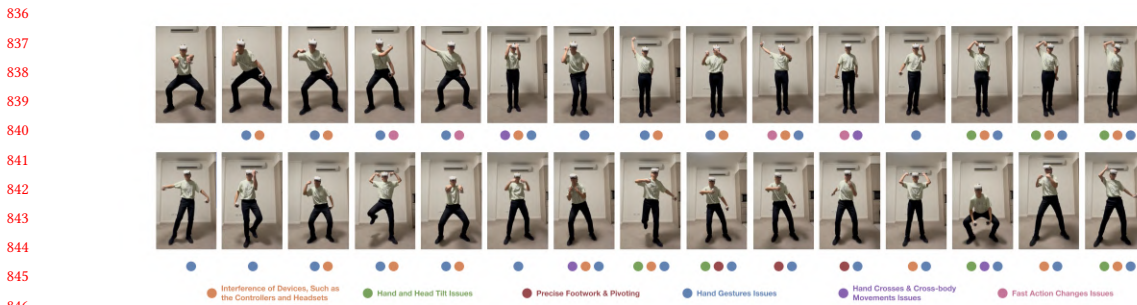 836
837
838
839
840
841
842
843
844
845
Interference of Devices, Such as
the Controllers and Headsets
Hand and Head Tilt Issues
Precise Footwork & Pivoting
Hand Gestures Issues
Hand Crosses & Cross-body
Movements Issues
Fast Action Changes Issues